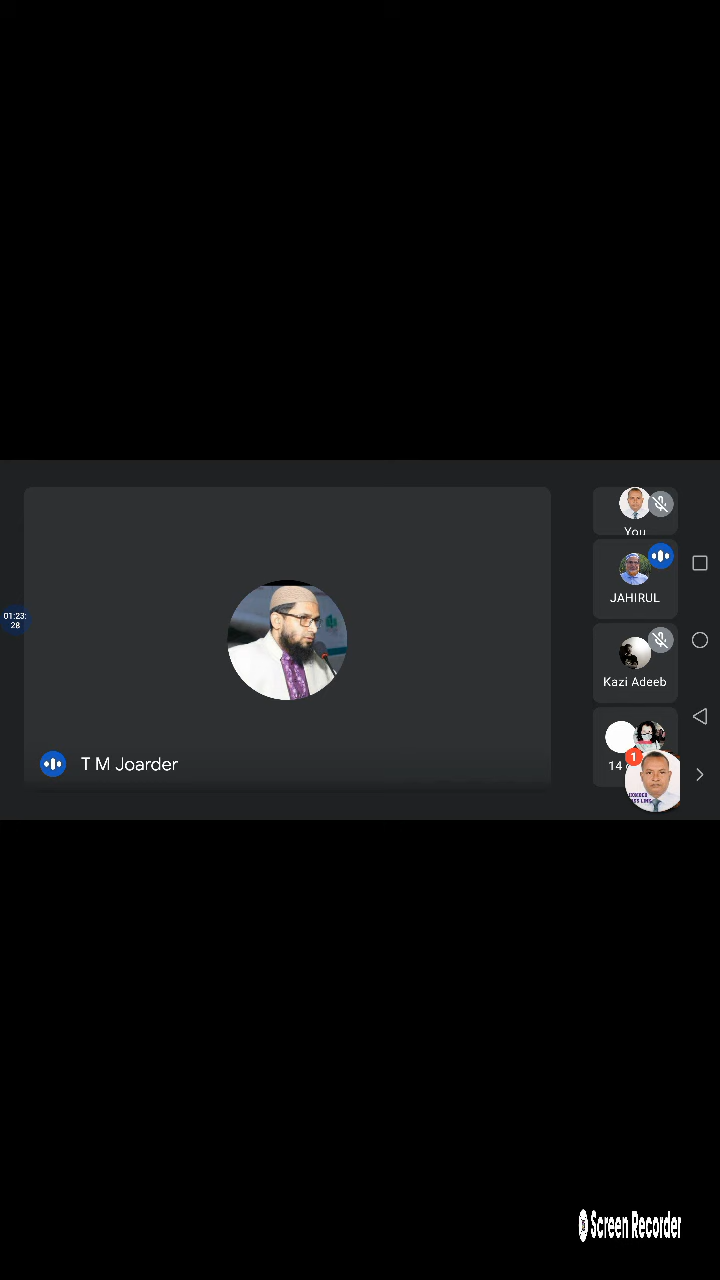 You
JAHIRUL
01:23:
28
Kazi Adeeb
14
1
T M Joarder
Screen Recorder